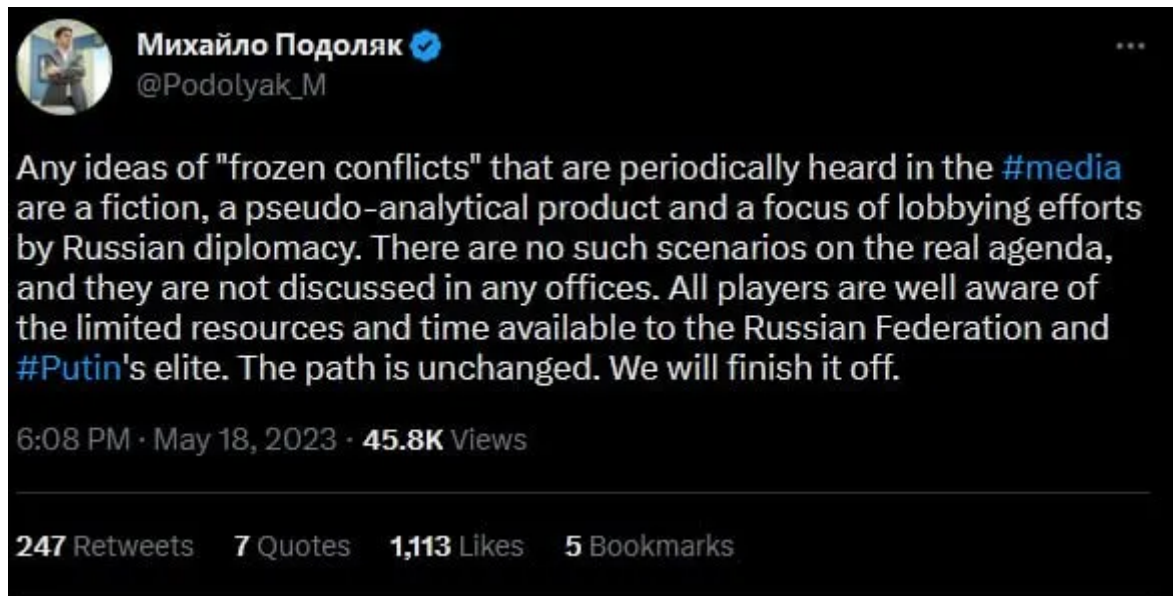 Михайло Подоляк
@Podolyak_M
Any ideas of "frozen conflicts" that are periodically heard in the #media
are a fiction, a pseudo-analytical product and a focus of lobbying efforts
by Russian diplomacy. There are no such scenarios on the real agenda,
and they are not discussed in any offices. All players are well aware of
the limited resources and time available to the Russian Federation and
#Putin's elite. The path is unchanged. We will finish it off.
6:08 PM · May 18, 2023 · 45.8K Views
247 Retweets 7 Quotes 1,113 Likes 5 Bookmarks